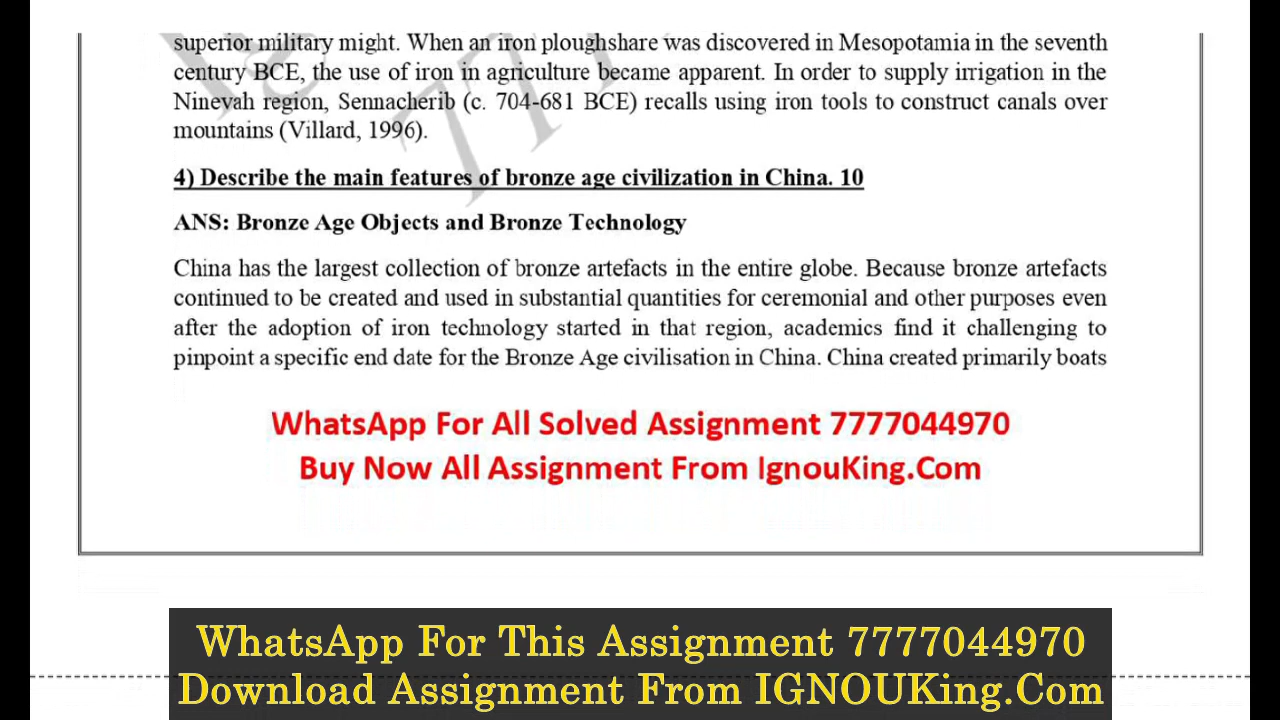 superior military might. When an iron ploughshare was discovered in Mesopotamia in the seventh
century BCE, the use of iron in agriculture became apparent. In order to supply irrigation in the
Ninevah region, Sennacherib (c. 704-681 BCE) recalls using iron tools to construct canals over
mountains (Villard, 1996).
4) Describe the main features of bronze age civilization in China. 10
ANS: Bronze Age Objects and Bronze Technology
China has the largest collection of bronze artefacts in the entire globe. Because bronze artefacts
continued to be created and used in substantial quantities for ceremonial and other purposes even
after the adoption of iron technology started in that region, academics find it challenging to
pinpoint a specific end date for the Bronze Age civilisation in China. China created primarily boats
WhatsApp For All Solved Assignment 7777044970
Buy Now All Assignment From IgnouKing.Com
WhatsApp For This Assignment 7777044970
Download Assignment From IGNOUKing.Com